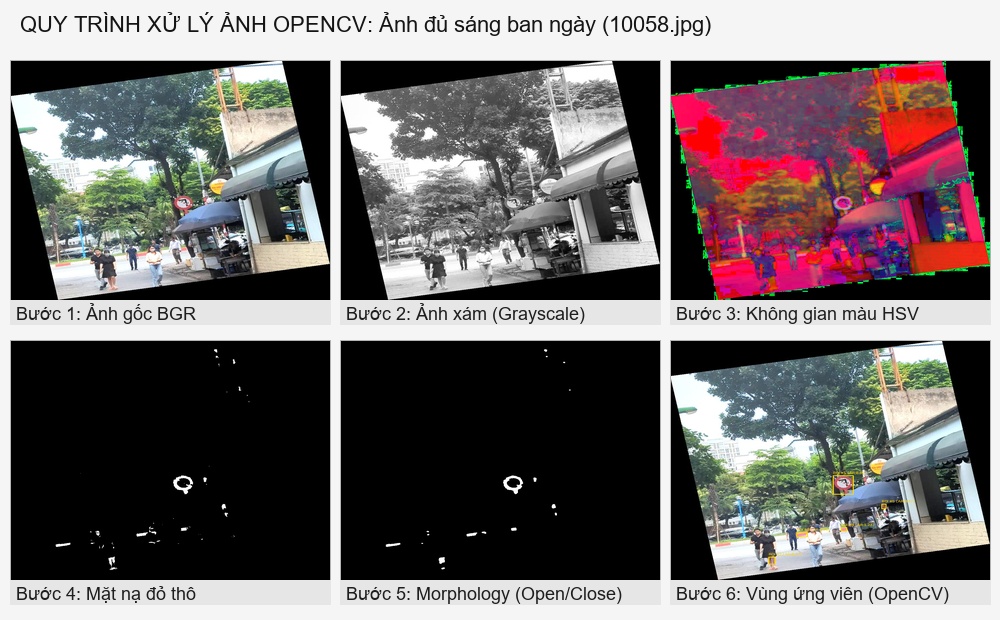 QUY TRÌNH XỬ LÝ ẢNH OPENCV: Ảnh đủ sáng ban ngày (10058.jpg)
Bước 1: Ảnh gốc BGR
Bước 2: Ảnh xám (Grayscale)
Bước 3: Không gian màu HSV
Bước 4: Mặt nạ đỏ thô
Bước 5: Morphology (Open/Close)
Bước 6: Vùng ứng viên (OpenCV)